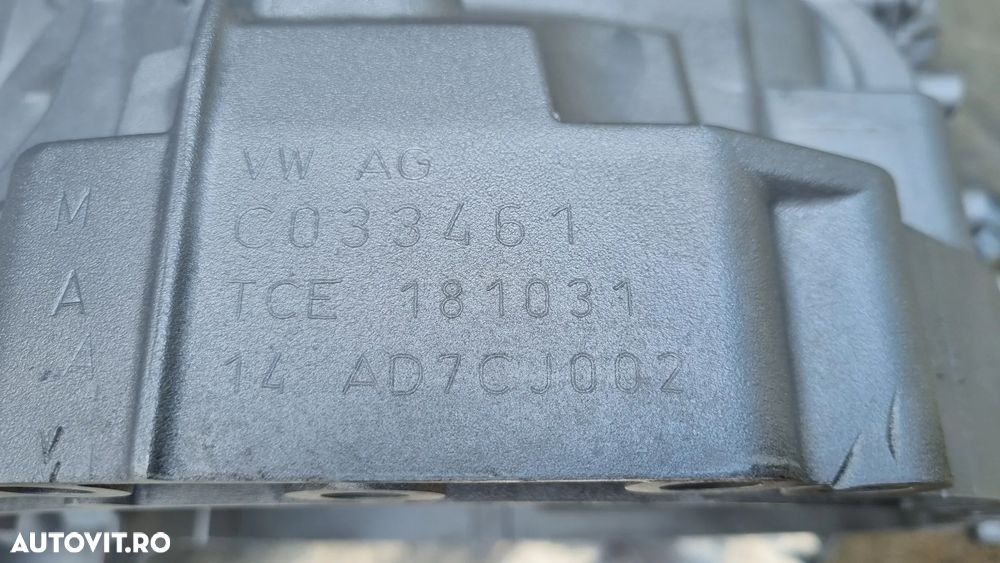 VW AG
C033461
TCE 181031
14 AD7CJ002
M
A
A
V
AUTOVIT.RO